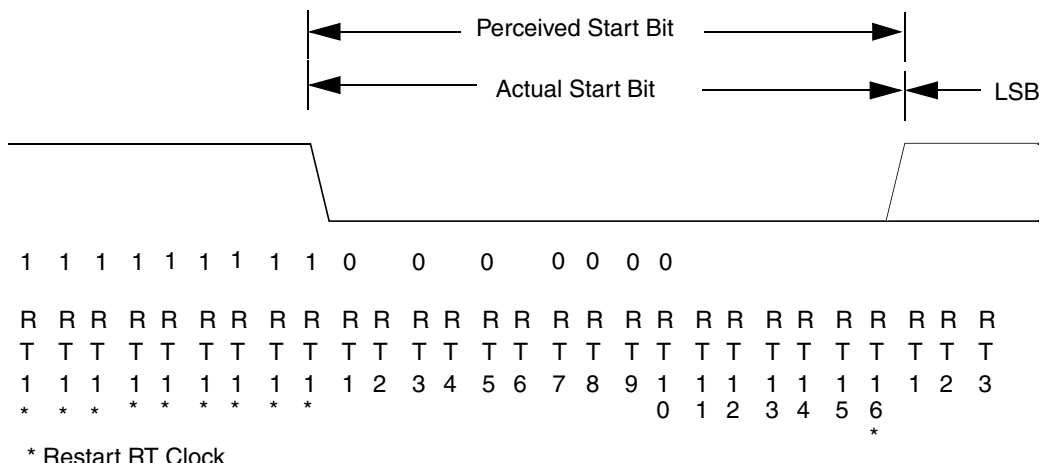 Perceived Start Bit
Actual Start Bit
LSB
1 1 1 1 1 1 1 1 1 0 0 0 0 0 0 0
R R R R R R R R R R R R R R R R R R R R R R R R R R R R
T T T T T T T T T T T T T T T T T T T T T T T T T T T T
1 1 1 1 1 1 1 1 1 1 2 3 4 5 6 7 8 9 1 1 1 1 1 1 1 1 2 3
* * * * * * * * * 0 1 2 3 4 5 6
*
* Restart RT Clock